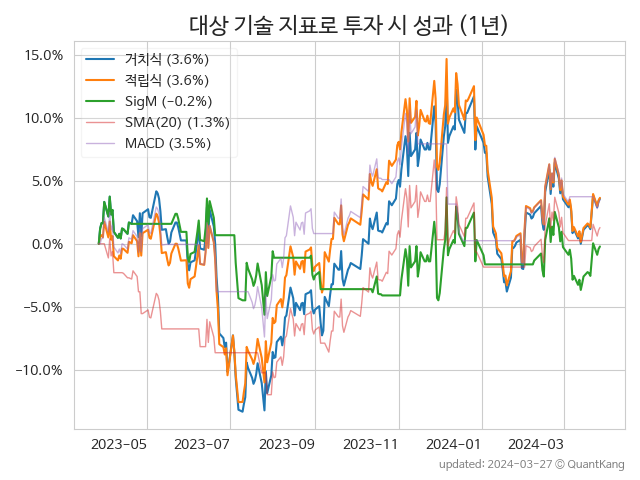 대상 기술 지표로 투자 시 성과 (1년)
15.0%
10.0%
5.0%
0.0%
−5.0%
−10.0%
거치식 (3.6%)
적립식 (3.6%)
SigM (−0.2%)
SMA(20) (1.3%)
MACD (3.5%)
2023-05 2023-07 2023-09 2023-11 2024-01 2024-03
updated: 2024-03-27 © QuantKang